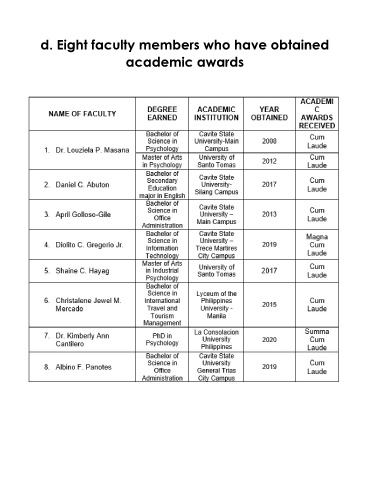 d. Eight faculty members who have obtained
academic awards
NAME OF FACULTY
DEGREE
EARNED
ACADEMIC
INSTITUTION
YEAR
OBTAINED
ACADEMI
C
AWARDS
RECEIVED
1. Dr. Louziela P. Masana
Bachelor of
Science in
Psychology
Cavite State
University-Main
Campus
2008
Cum
Laude
Master of Arts
in Psychology
University of
Santo Tomas
2012
Cum
Laude
2. Daniel C. Abuton
Bachelor of
Secondary
Education
major in English
Cavite State
University-
Silang Campus
2017
Cum
Laude
3. April Golloso-Gile
Bachelor of
Science in
Office
Administration
Cavite State
University –
Main Campus
2013
Cum
Laude
4. Diolito C. Gregorio Jr.
Bachelor of
Science in
Information
Technology
Cavite State
University –
Trece Martires
City Campus
2019
Magna
Cum
Laude
5. Shaine C. Hayag
Master of Arts
in Industrial
Psychology
University of
Santo Tomas
2017
Cum
Laude
6. Christalene Jewel M.
Mercado
Bachelor of
Science in
International
Travel and
Tourism
Management
Lyceum of the
Philippines
University -
Manila
2015
Cum
Laude
7. Dr. Kimberly Ann
Cantilero
PhD in
Psychology
La Consolacion
University
Philippines
2020
Summa
Cum
Laude
8. Albino F. Panotes
Bachelor of
Science in
Office
Administration
Cavite State
University
General Trias
City Campus
2019
Cum
Laude